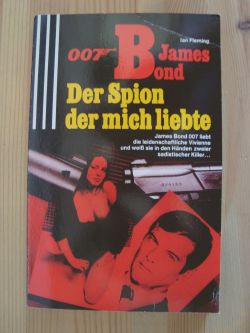 Ian Fleming
007 James
Bond
Der Spion
der mich liebte
James Bond 007 liebt
die leidenschaftliche Vivienne
und weiß sie in den Händen zweier
sadistischer Killer...